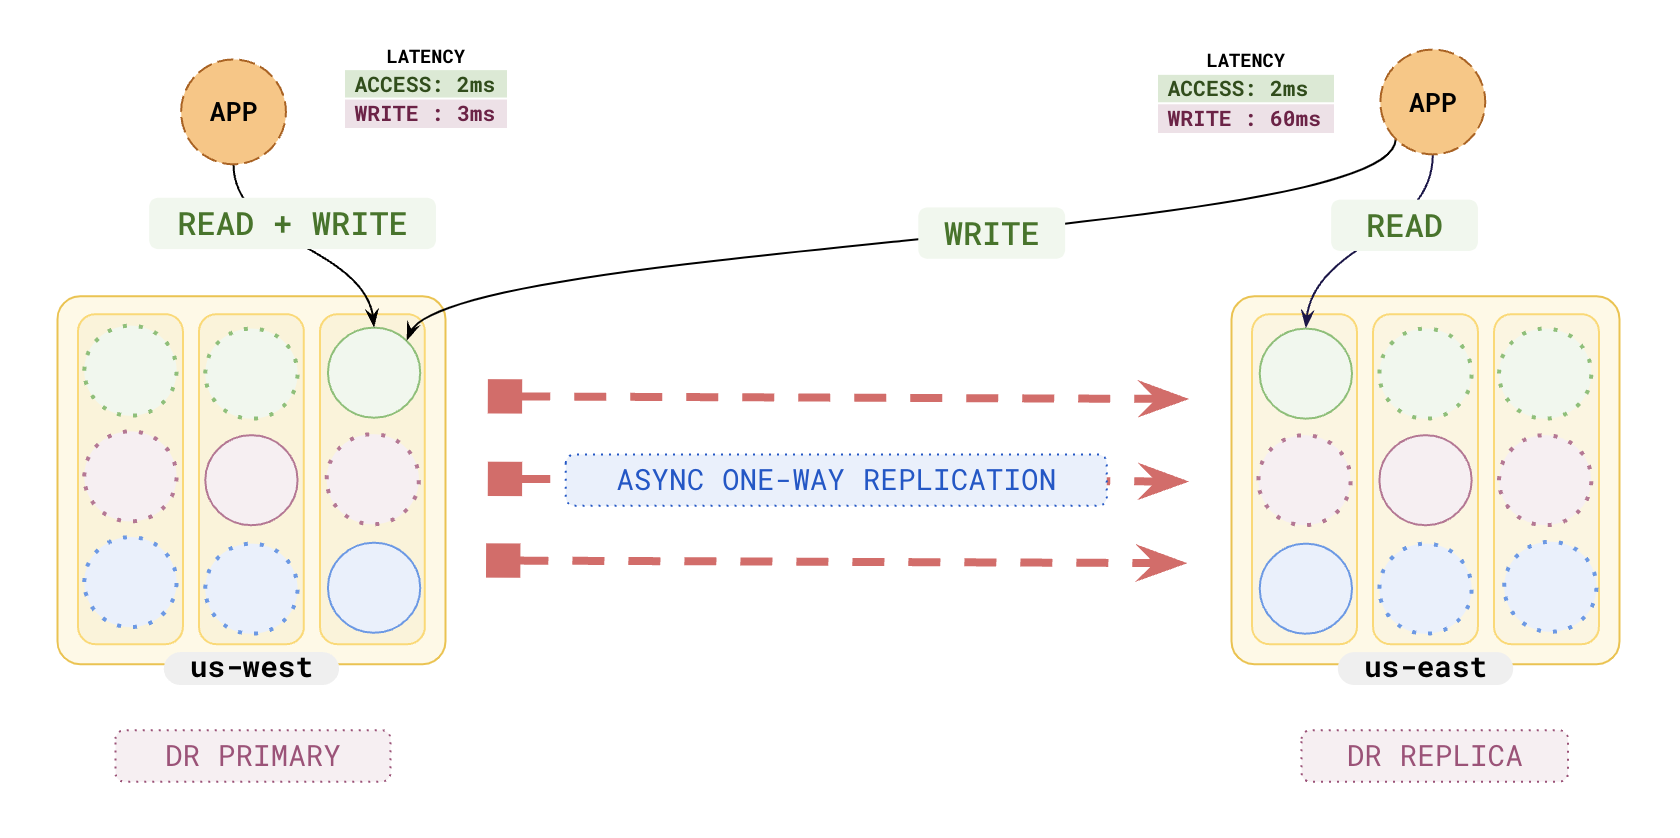 LATENCY
ACCESS: 2ms
WRITE : 3ms
APP
LATENCY
ACCESS: 2ms
WRITE : 60ms
APP
READ + WRITE
WRITE
READ
ASYNC ONE-WAY REPLICATION
us-west
us-east
DR PRIMARY
DR REPLICA